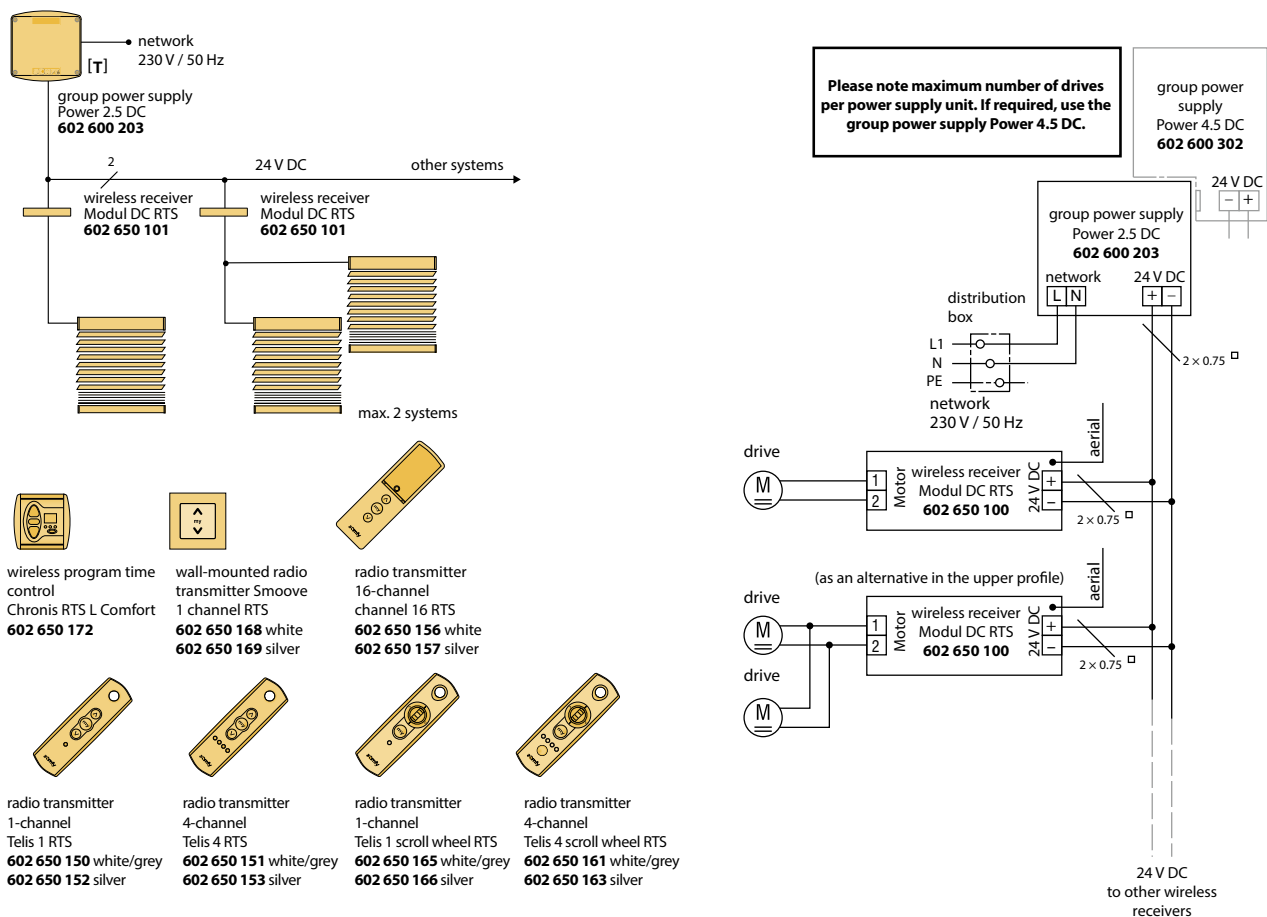 network
230 V / 50 Hz
[T]
group power supply
Power 2.5 DC
602 600 203
2
24 V DC
other systems
wireless receiver
Modul DC RTS
602 650 101
wireless receiver
Modul DC RTS
602 650 101
max. 2 systems
my
somfy
wireless program time
control
Chronis RTS L Comfort
602 650 172
wall-mounted radio
transmitter Smoove
1 channel RTS
602 650 168 white
602 650 169 silver
radio transmitter
16-channel
channel 16 RTS
602 650 156 white
602 650 157 silver
somfy
somfy
somfy
somfy
radio transmitter
1-channel
Telis 1 RTS
602 650 150 white/grey
602 650 152 silver
radio transmitter
4-channel
Telis 4 RTS
602 650 151 white/grey
602 650 153 silver
radio transmitter
1-channel
Telis 1 scroll wheel RTS
602 650 165 white/grey
602 650 166 silver
radio transmitter
4-channel
Telis 4 scroll wheel RTS
602 650 161 white/grey
602 650 163 silver
Please note maximum number of drives
per power supply unit. If required, use the
group power supply Power 4.5 DC.
group power
supply
Power 4.5 DC
602 600 302
24 V DC
− +
group power supply
Power 2.5 DC
602 600 203
network
L N
24 V DC
+ −
distribution
box
L1
N
PE
network
230 V / 50 Hz
2 × 0.75
drive
M
1
2
Motor
wireless receiver
Modul DC RTS
602 650 100
24 V DC
+
−
aerial
2 × 0.75
(as an alternative in the upper profile)
drive
M
drive
M
1
2
Motor
wireless receiver
Modul DC RTS
602 650 100
24 V DC
+
−
aerial
2 × 0.75
24 V DC
to other wireless
receivers